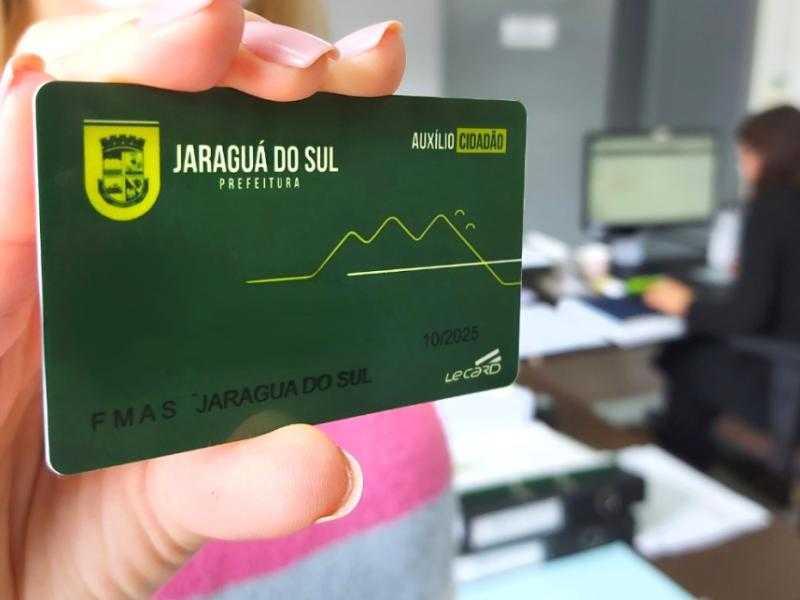 JARAGUÁ DO SUL
PREFEITURA
AUXÍLIO CIDADÃO
10/2025
LeCARD
FMAS JARAGUA DO SUL